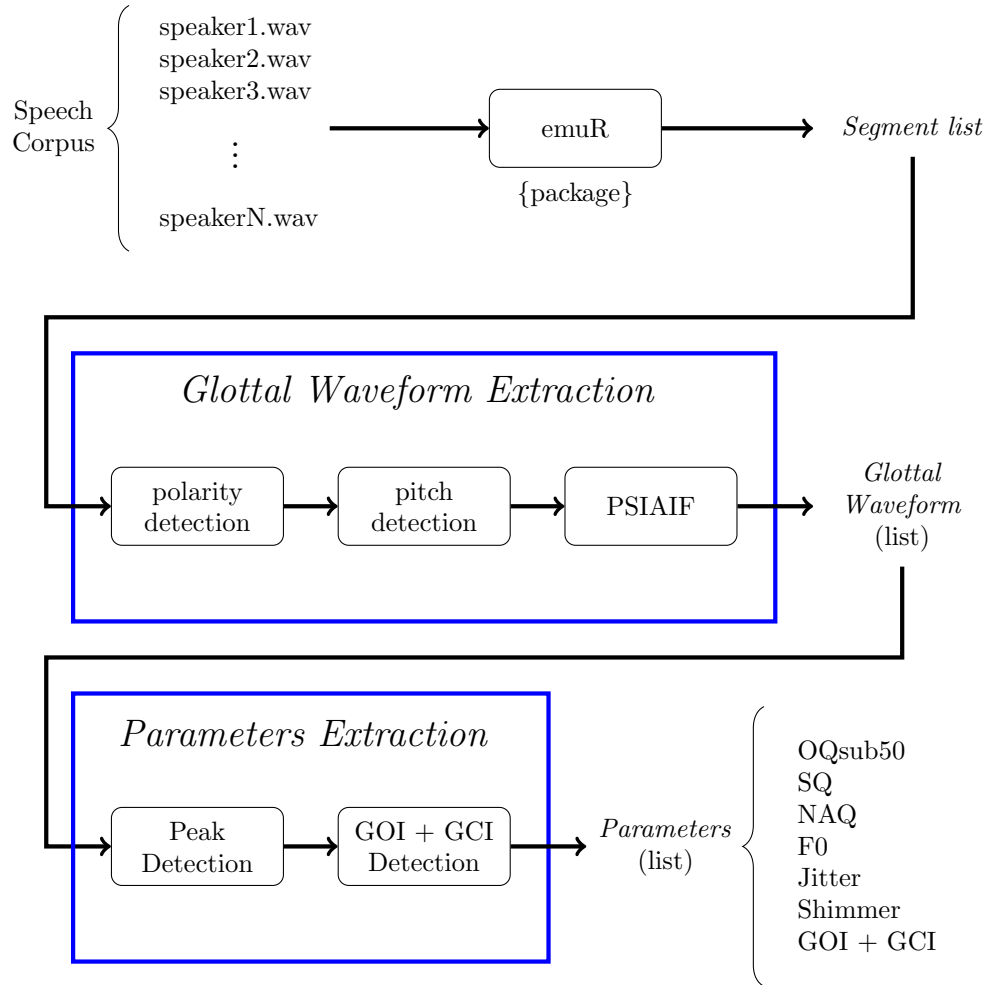 Speech
Corpus
speaker1.wav
speaker2.wav
speaker3.wav
⋮
speakerN.wav
emuR
{package}
Segment list
Glottal Waveform Extraction
polarity
detection
pitch
detection
PSIAIF
Glottal
Waveform
(list)
Parameters Extraction
Peak
Detection
GOI + GCI
Detection
Parameters
(list)
OQsub50
SQ
NAQ
F0
Jitter
Shimmer
GOI + GCI